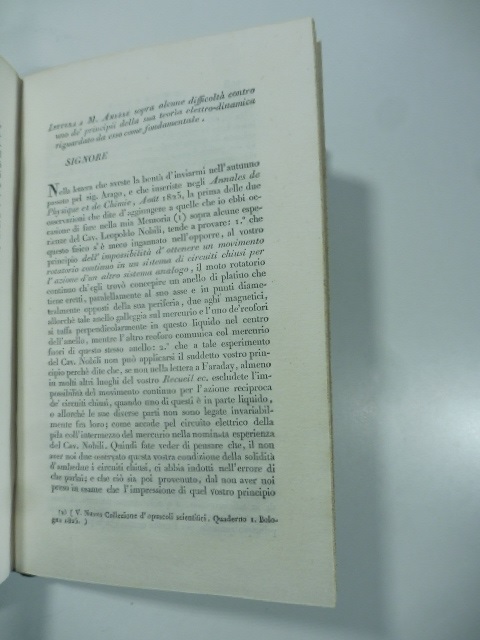 LETTERA A M. AMPERE sopra alcune difficoltà contro
uno de' principii della sua teoria elettro-dinamica
riguardato da esso come fondamentale.
SIGNORE
Nella lettera che aveste la bontà d'inviarmi nell'autunno
passato pel sig. Arago, e che inseriste negli Annales de
Physique et de Chimie, Août 1825, la prima delle due
osservazioni che dite d'aggiungere a quelle che io ebbi oc-
casione di fare nella mia Memoria (1) sopra alcune espe-
rienze del Cav. Leopoldo Nobili, tende a provare: 1.° che
questo fisico s'è meco ingannato nell'opporre, al vostro
principio dell'impossibilità d'ottenere un movimento
rotatorio continuo in un sistema di circuiti chiusi per
l'azione d'un altro sistema analogo, il moto rotatorio
continuo ch'egli trovò concepire un anello di platino che
tiene eretti, parallelamente al suo asse e in punti diame-
tralmente opposti della sua periferia, due aghi magnetici,
allorchè tale anello galleggia sul mercurio e l'uno de'reofori
si tuffa perpendicolarmente in questo liquido nel centro
dell'anello, mentre l'altro reoforo comunica col mercurio
fuori di questo stesso anello: 2.° che a tale esperimento
del Cav. Nobili non può applicarsi il suddetto vostro prin-
cipio perchè dite che, se non nella lettera a Faraday, almeno
in molti altri luoghi del vostro Recueil ec. escludete l'im-
possibilità del movimento continuo per l'azione reciproca
de' circuiti chiusi, quando uno di questi è in parte liquido,
o allorchè le sue diverse parti non sono legate invariabil-
mente fra loro; come accade pel circuito elettrico della
pila coll'intermezzo del mercurio nella nominata esperienza
del Cav. Nobili. Quindi fate veder di pensare che, il non
aver noi due osservato questa vostra condizione della solidità
d'ambedue i circuiti chiusi, ci abbia indotti nell'errore di
che parlai; e che ciò sia poi provenuto, dal non aver noi
preso in esame che l'impressione di quel vostro principio
(1) ( V. Nuova Collezione d'opuscoli scientifici. Quaderno 1. Bolo-
gna 1825. )